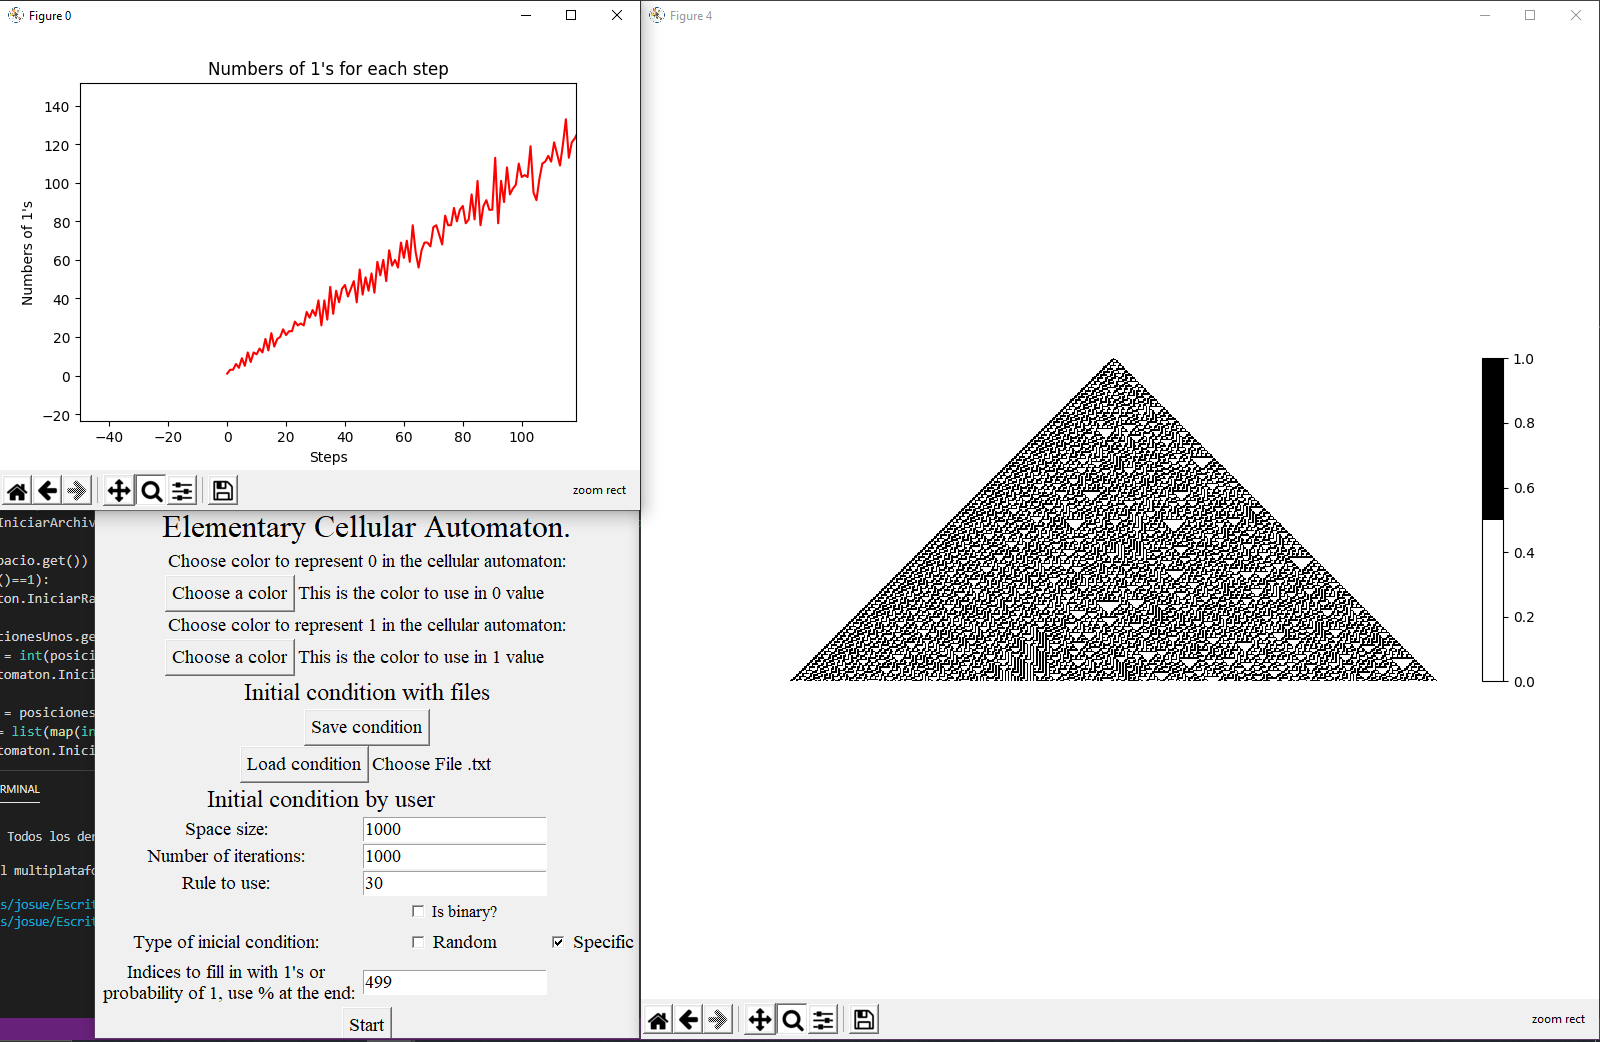 Figure 0
Numbers of 1's for each step
Numbers of 1's
140
120
100
80
60
40
20
0
−20
−40
−20
0
20
40
60
80
100
Steps
zoom rect
Figure 4
1.0
0.8
0.6
0.4
0.2
0.0
zoom rect
IniciarArchiv
pacio.get())
()==1):
ton.IniciarRa
cionesUnos.ge
= int(posici
tomaton.Inici
= posiciones
= list(map(in
tomaton.Inici
RMINAL
Todos los der
l multiplatafo
s/josue/Escrit
s/josue/Escrit
Elementary Cellular Automaton.
Choose color to represent 0 in the cellular automaton:
Choose a color This is the color to use in 0 value
Choose color to represent 1 in the cellular automaton:
Choose a color This is the color to use in 1 value
Initial condition with files
Save condition
Load condition Choose File .txt
Initial condition by user
Space size: 1000
Number of iterations: 1000
Rule to use: 30
Is binary?
Type of inicial condition: Random Specific
Indices to fill in with 1's or
probability of 1, use % at the end: 499
Start